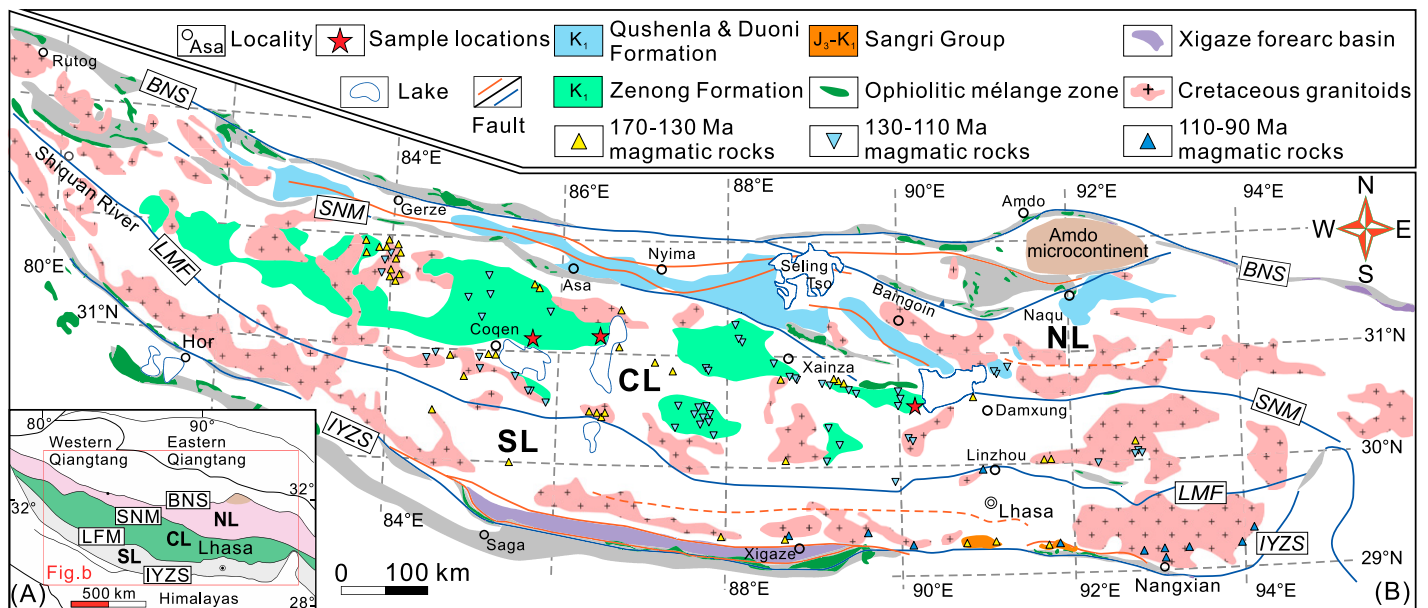 Asa
Locality
Sample locations
K1
Qushenla & Duoni
Formation
J3-K1
Sangri Group
Xigaze forearc basin
Lake
Fault
K1
Zenong Formation
Ophiolitic mélange zone
Cretaceous granitoids
170-130 Ma
magmatic rocks
130-110 Ma
magmatic rocks
110-90 Ma
magmatic rocks
Rutog
BNS
84°E
86°E
88°E
90°E
92°E
94°E
N
W
E
S
Shiquan River
SNM
Gerze
Amdo
Amdo
microcontinent
LMF
80°E
Nyima
Seling
Tso
BNS
Asa
Baingoin
Naqu
31°N
NL
31°N
Hor
Coqen
CL
Xainza
SNM
Damxung
IYZS
SL
30°N
Linzhou
LMF
Lhasa
84°E
Saga
Xigaze
IYZS
29°N
Nangxian
0
100 km
88°E
90°E
92°E
94°E
(B)
80°
90°
Western
Qiangtang
Eastern
Qiangtang
BNS
32°
32°
SNM
NL
LFM
CL
Lhasa
SL
IYZS
Fig.b
500 km
Himalayas
28°
(A)